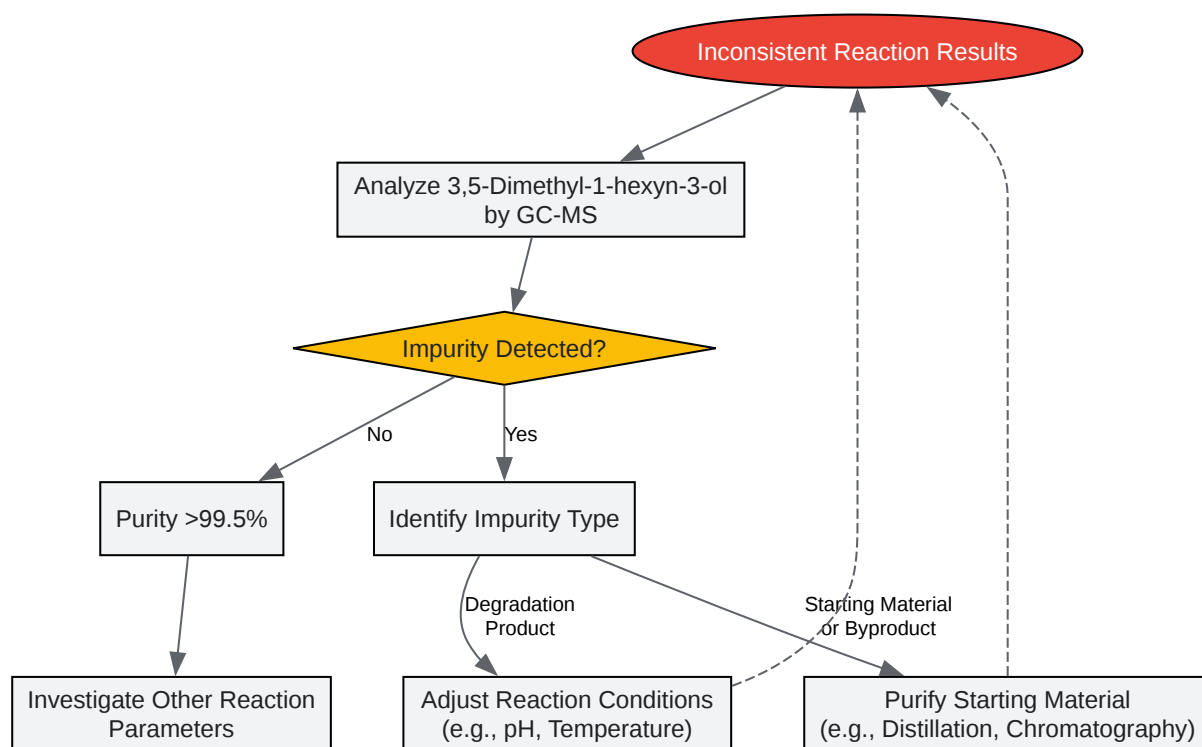 Inconsistent Reaction Results
Analyze 3,5-Dimethyl-1-hexyn-3-ol
by GC-MS
Impurity Detected?
No
Yes
Purity >99.5%
Identify Impurity Type
Degradation
Product
Starting Material
or Byproduct
Investigate Other Reaction
Parameters
Adjust Reaction Conditions
(e.g., pH, Temperature)
Purify Starting Material
(e.g., Distillation, Chromatography)